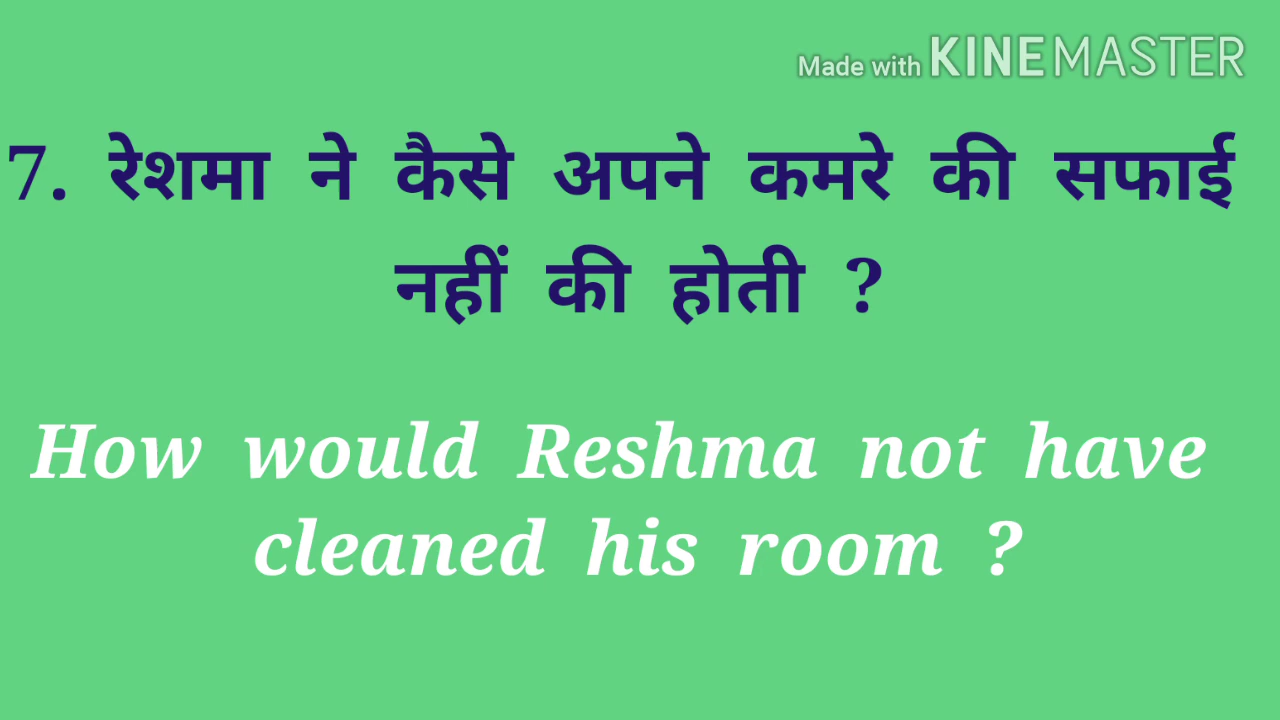 Made with KINEMASTER
7. रेशमा ने कैसे अपने कमरे की सफाई
नहीं की होती ?
How would Reshma not have
cleaned his room ?